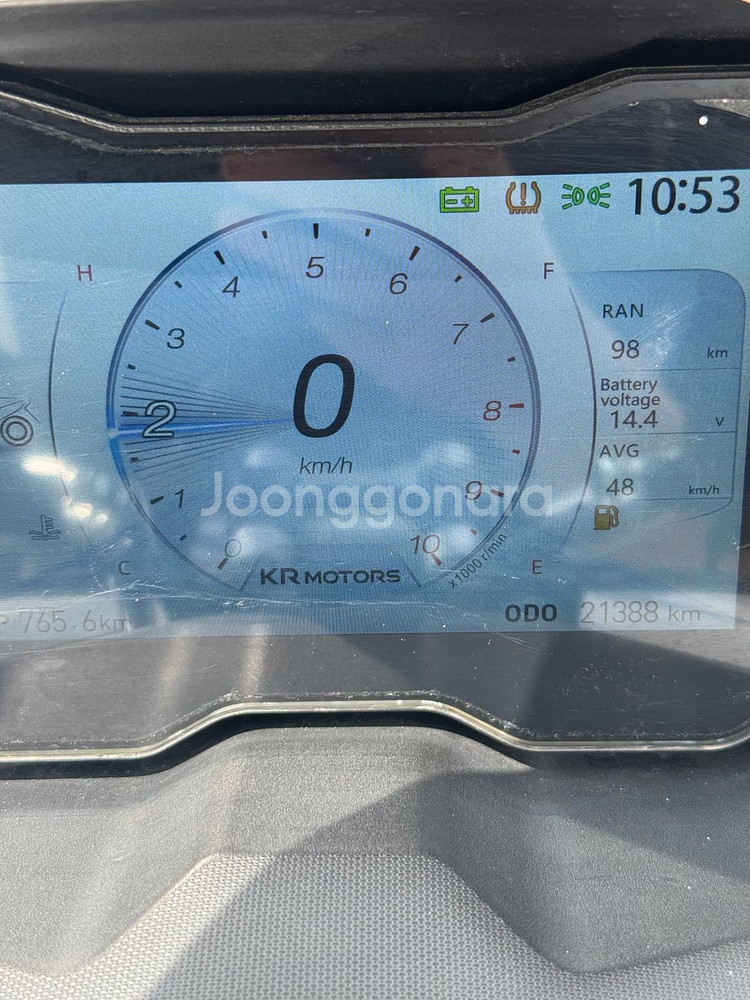 10:53
H
F
0
1
2
3
4
5
6
7
8
9
10
x1000 r/min
0
km/h
RAN
98 km
Battery
voltage
14.4 V
AVG
48 km/h
Joonggonara
C
E
KR MOTORS
P 765.6km
ODO 21388 km